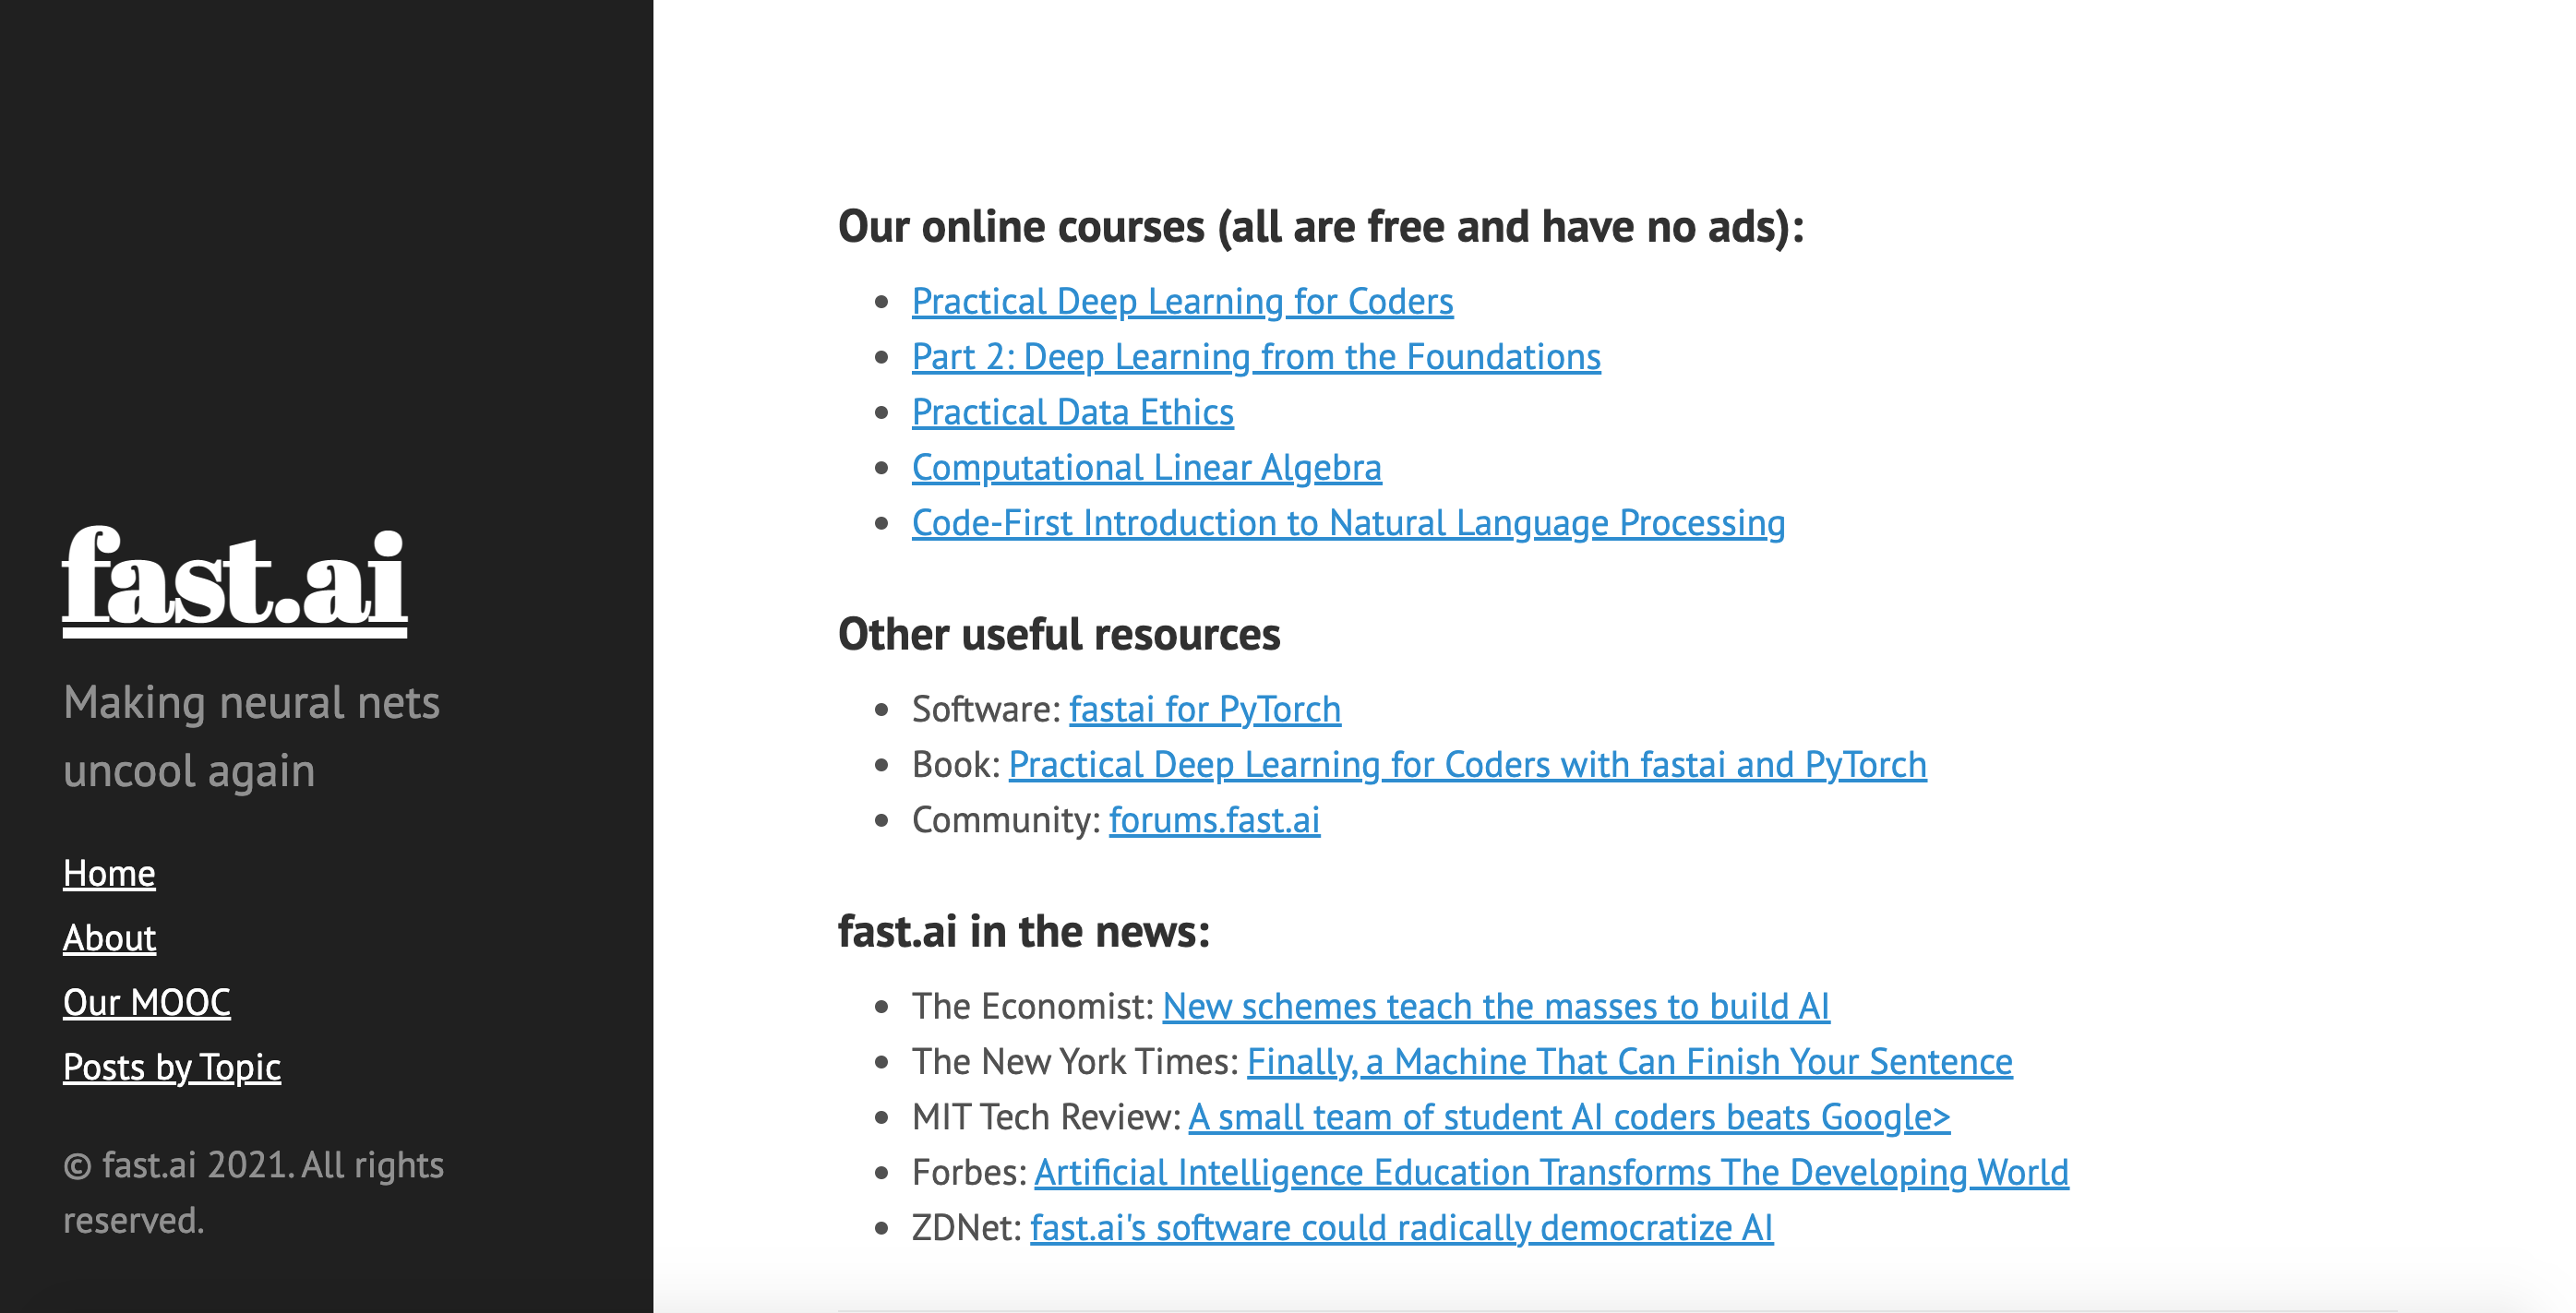 fast.ai
Making neural nets
uncool again
Home
About
Our MOOC
Posts by Topic
© fast.ai 2021. All rights
reserved.
Our online courses (all are free and have no ads):
Practical Deep Learning for Coders
Part 2: Deep Learning from the Foundations
Practical Data Ethics
Computational Linear Algebra
Code-First Introduction to Natural Language Processing
Other useful resources
Software: fastai for PyTorch
Book: Practical Deep Learning for Coders with fastai and PyTorch
Community: forums.fast.ai
fast.ai in the news:
The Economist: New schemes teach the masses to build AI
The New York Times: Finally, a Machine That Can Finish Your Sentence
MIT Tech Review: A small team of student AI coders beats Google>
Forbes: Artificial Intelligence Education Transforms The Developing World
ZDNet: fast.ai's software could radically democratize AI